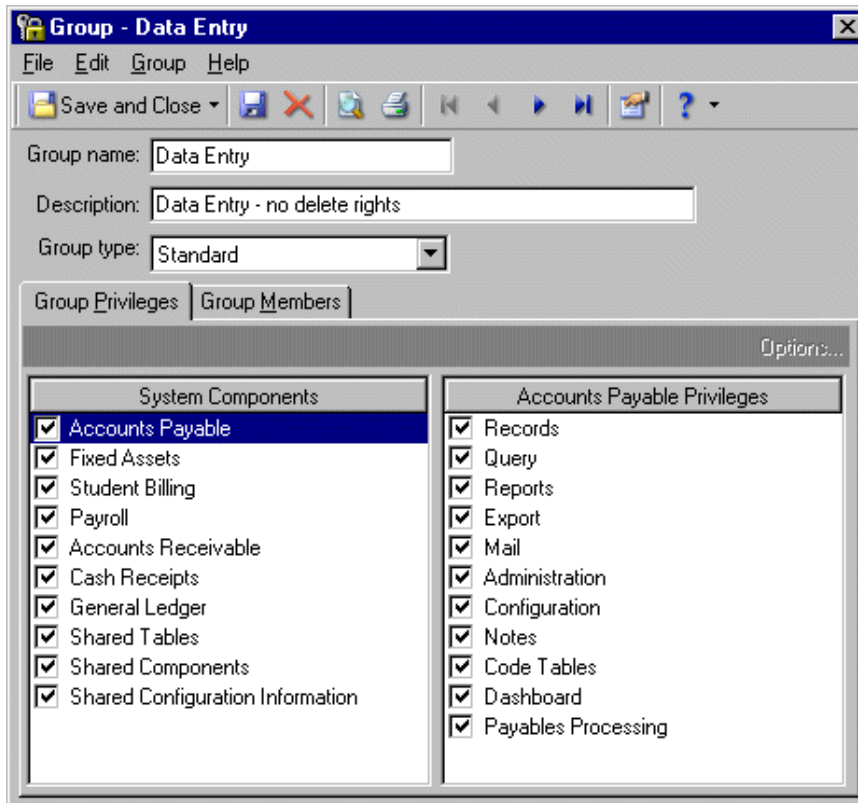 Group - Data Entry
File Edit Group Help
Save and Close ?
Group name: Data Entry
Description: Data Entry - no delete rights
Group type: Standard
Group Privileges Group Members
Options...
System Components
Accounts Payable
Fixed Assets
Student Billing
Payroll
Accounts Receivable
Cash Receipts
General Ledger
Shared Tables
Shared Components
Shared Configuration Information
Accounts Payable Privileges
Records
Query
Reports
Export
Mail
Administration
Configuration
Notes
Code Tables
Dashboard
Payables Processing